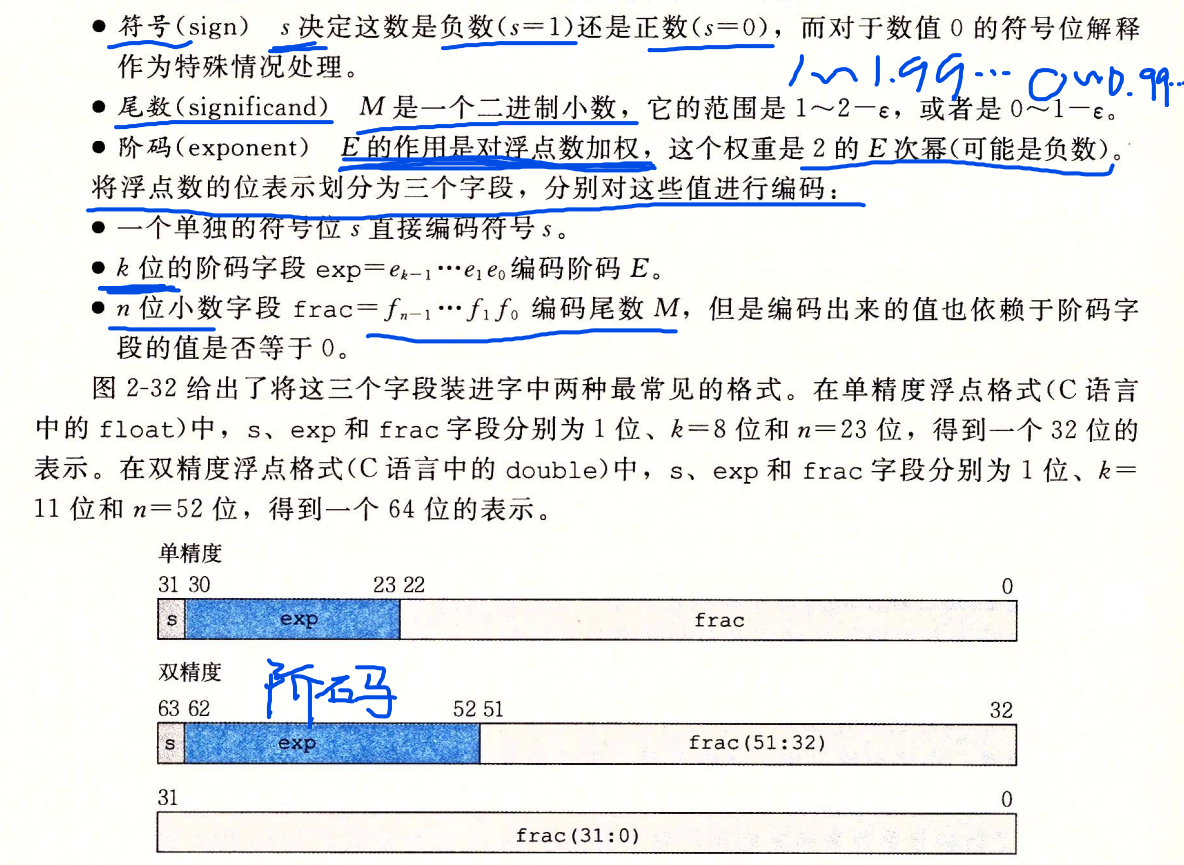 ● 符号(sign) s 决定这数是负数(s=1)还是正数(s=0)，而对于数值 0 的符号位解释
作为特殊情况处理。
1~1.99… 0~0.99…
● 尾数(significand) M 是一个二进制小数，它的范围是 1～2－ε，或者是 0～1－ε。
● 阶码(exponent) E 的作用是对浮点数加权，这个权重是 2 的 E 次幂(可能是负数)。
将浮点数的位表示划分为三个字段，分别对这些值进行编码：
● 一个单独的符号位 s 直接编码符号 s。
● k 位的阶码字段 exp=eₖ₋₁…e₁e₀ 编码阶码 E。
● n 位小数字段 frac=fₙ₋₁…f₁f₀ 编码尾数 M，但是编码出来的值也依赖于阶码字
段的值是否等于 0。
图 2-32 给出了将这三个字段装进字中两种最常见的格式。在单精度浮点格式(C 语言
中的 float)中，s、exp 和 frac 字段分别为 1 位、k=8 位和 n=23 位，得到一个 32 位的
表示。在双精度浮点格式(C 语言中的 double)中，s、exp 和 frac 字段分别为 1 位、k=
11 位和 n=52 位，得到一个 64 位的表示。
单精度
31 30 23 22 0
s exp frac
双精度
阶码
63 62 52 51 32
s exp frac(51:32)
31 0
frac(31:0)